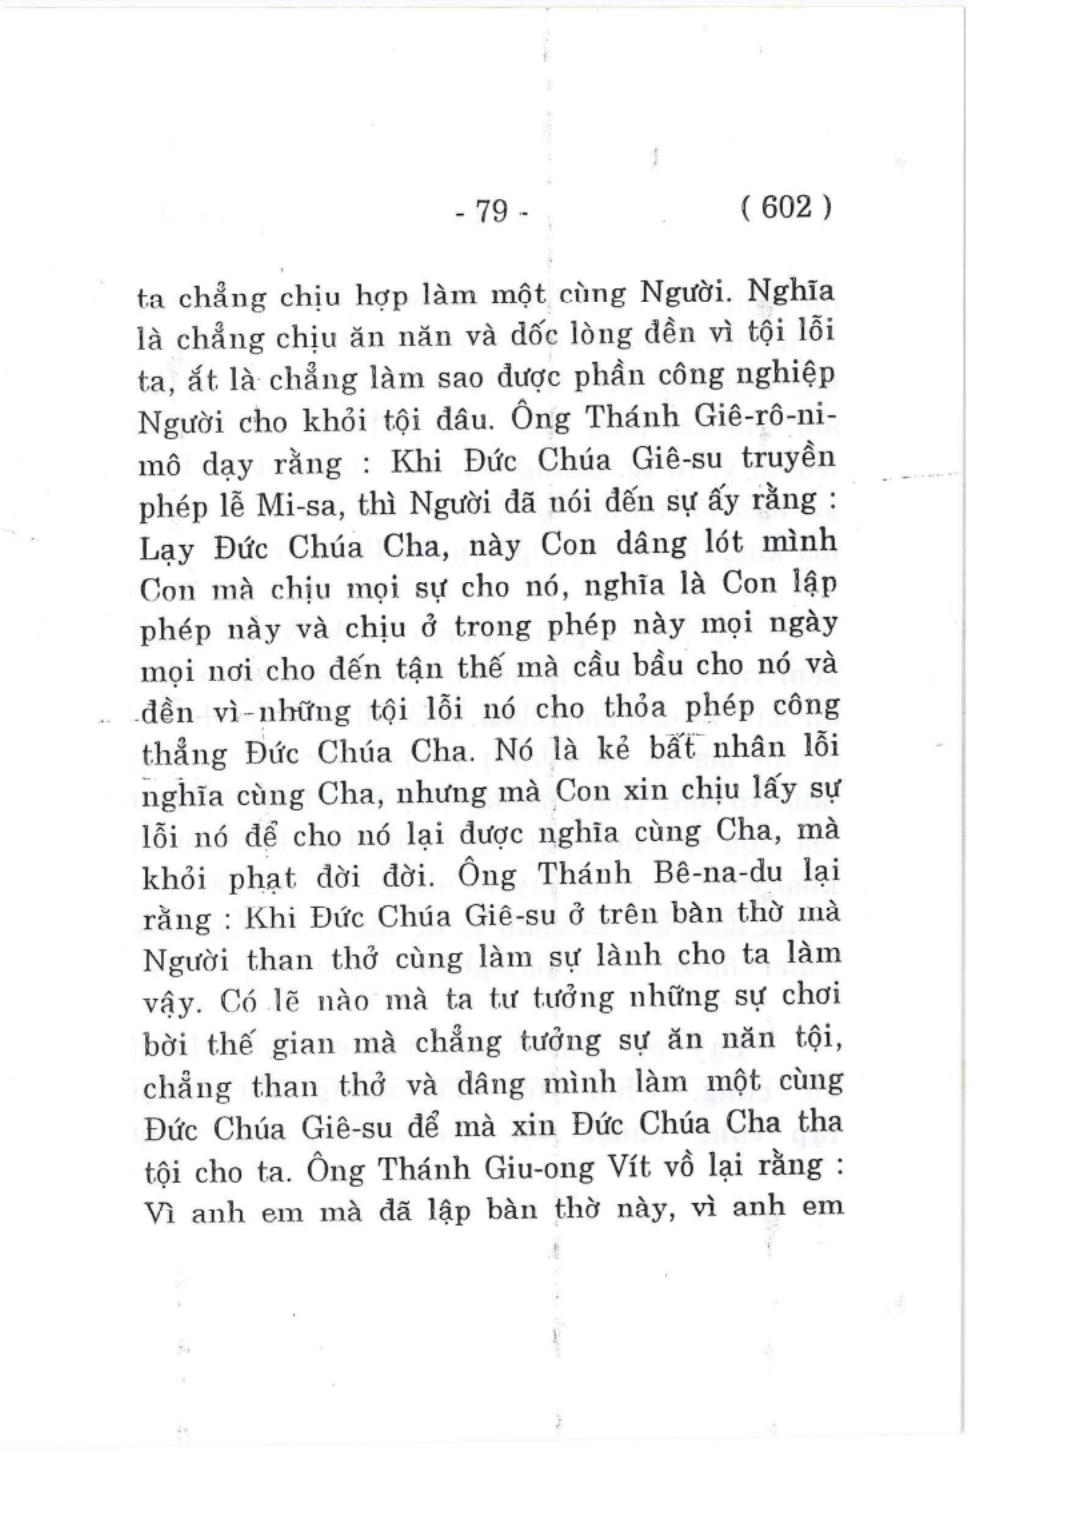 - 79 - ( 602 )
ta chẳng chịu hợp làm một cùng Người. Nghĩa
là chẳng chịu ăn năn và dốc lòng đền vì tội lỗi
ta, ắt là chẳng làm sao được phần công nghiệp
Người cho khỏi tội đâu. Ông Thánh Giê-rô-ni-
mô dạy rằng : Khi Đức Chúa Giê-su truyền
phép lễ Mi-sa, thì Người đã nói đến sự ấy rằng :
Lạy Đức Chúa Cha, này Con dâng lót mình
Con mà chịu mọi sự cho nó, nghĩa là Con lập
phép này và chịu ở trong phép này mọi ngày
mọi nơi cho đến tận thế mà cầu bầu cho nó và
đền vì những tội lỗi nó cho thỏa phép công
thẳng Đức Chúa Cha. Nó là kẻ bất nhân lỗi
nghĩa cùng Cha, nhưng mà Con xin chịu lấy sự
lỗi nó để cho nó lại được nghĩa cùng Cha, mà
khỏi phạt đời đời. Ông Thánh Bê-na-du lại
rằng : Khi Đức Chúa Giê-su ở trên bàn thờ mà
Người than thở cùng làm sự lành cho ta làm
vậy. Có lẽ nào mà ta tư tưởng những sự chơi
bời thế gian mà chẳng tưởng sự ăn năn tội,
chẳng than thở và dâng mình làm một cùng
Đức Chúa Giê-su để mà xin Đức Chúa Cha tha
tội cho ta. Ông Thánh Giu-ong Vít vồ lại rằng :
Vì anh em mà đã lập bàn thờ này, vì anh em